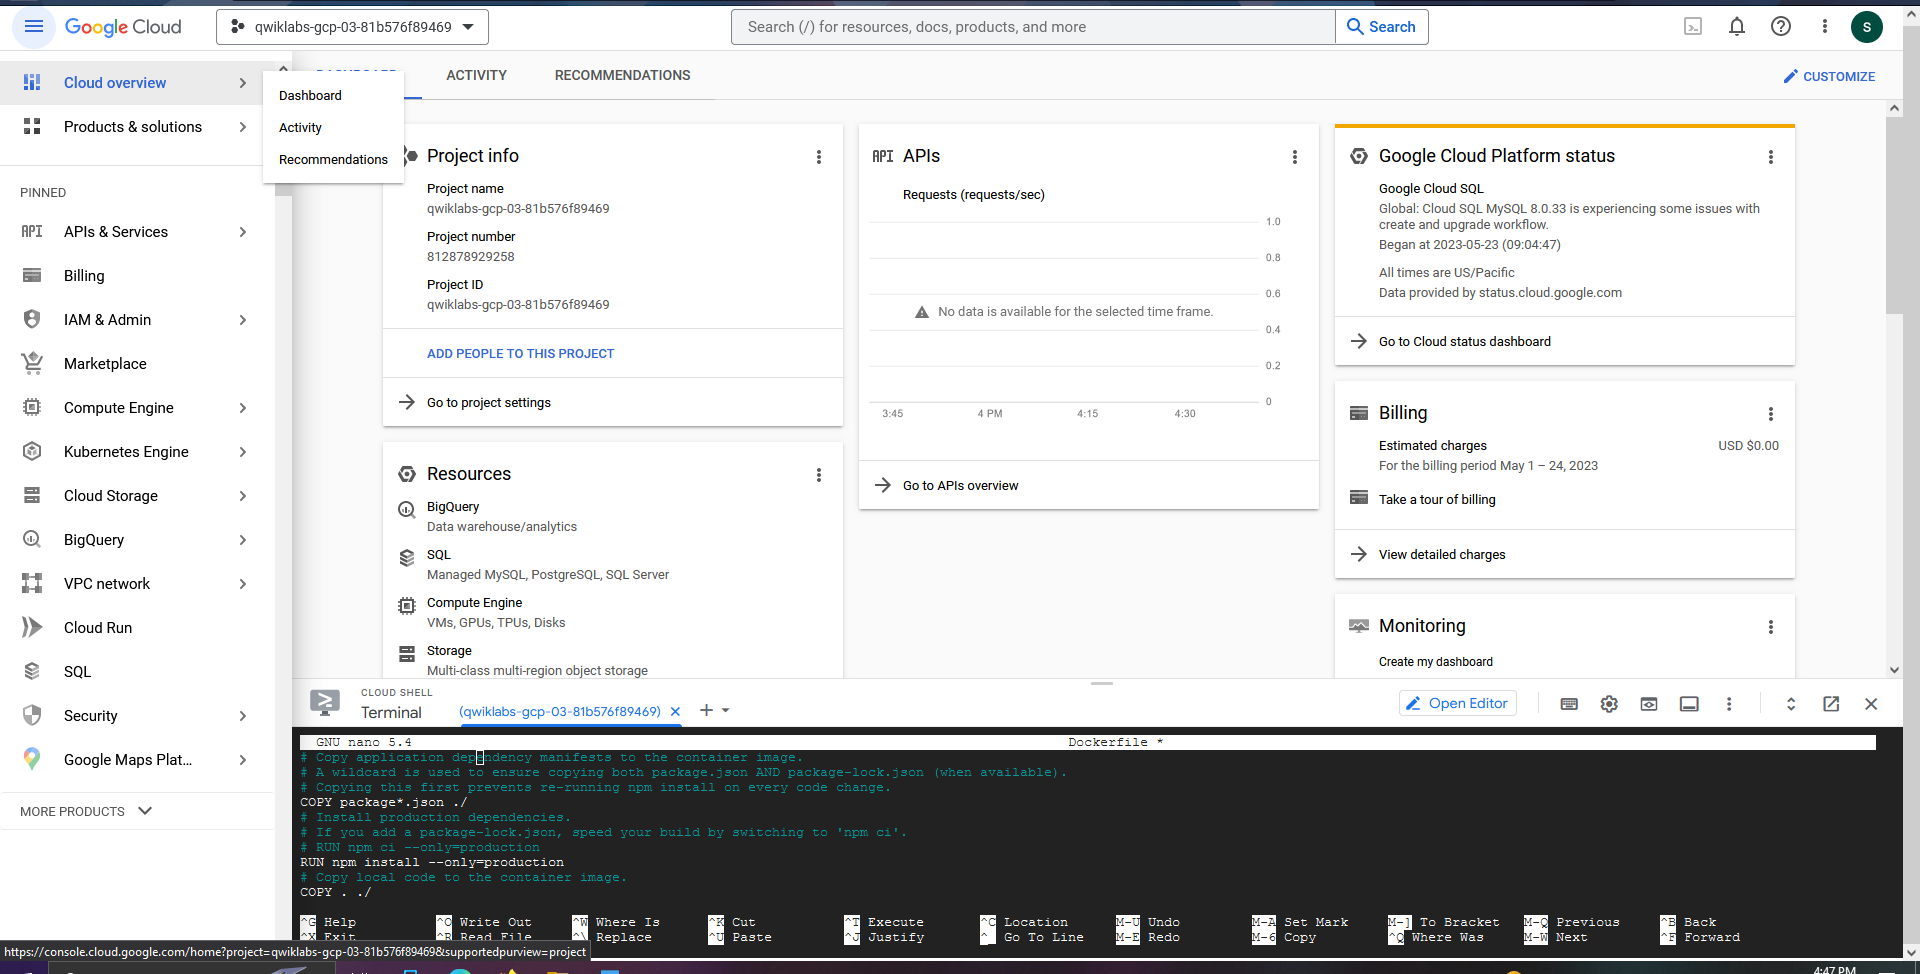 Google Cloud
qwiklabs-gcp-03-81b576f89469
Search (/) for resources, docs, products, and more
Search
S
Cloud overview
Products & solutions
PINNED
APIs & Services
Billing
IAM & Admin
Marketplace
Compute Engine
Kubernetes Engine
Cloud Storage
BigQuery
VPC network
Cloud Run
SQL
Security
Google Maps Plat...
MORE PRODUCTS
Dashboard
Activity
Recommendations
DASHBOARD
ACTIVITY
RECOMMENDATIONS
CUSTOMIZE
Project info
Project name
qwiklabs-gcp-03-81b576f89469
Project number
812878929258
Project ID
qwiklabs-gcp-03-81b576f89469
ADD PEOPLE TO THIS PROJECT
Go to project settings
Resources
BigQuery
Data warehouse/analytics
SQL
Managed MySQL, PostgreSQL, SQL Server
Compute Engine
VMs, GPUs, TPUs, Disks
Storage
Multi-class multi-region object storage
API APIs
Requests (requests/sec)
1.0
0.8
0.6
No data is available for the selected time frame.
0.4
0.2
0
3:45 4 PM 4:15 4:30
Go to APIs overview
Google Cloud Platform status
Google Cloud SQL
Global: Cloud SQL MySQL 8.0.33 is experiencing some issues with
create and upgrade workflow.
Began at 2023-05-23 (09:04:47)
All times are US/Pacific
Data provided by status.cloud.google.com
Go to Cloud status dashboard
Billing
Estimated charges USD $0.00
For the billing period May 1 – 24, 2023
Take a tour of billing
View detailed charges
Monitoring
Create my dashboard
CLOUD SHELL
Terminal
(qwiklabs-gcp-03-81b576f89469)
Open Editor
GNU nano 5.4 Dockerfile *
# Copy application dependency manifests to the container image.
# A wildcard is used to ensure copying both package.json AND package-lock.json (when available).
# Copying this first prevents re-running npm install on every code change.
COPY package*.json ./
# Install production dependencies.
# If you add a package-lock.json, speed your build by switching to 'npm ci'.
# RUN npm ci --only=production
RUN npm install --only=production
# Copy local code to the container image.
COPY . ./
^G Help ^O Write Out ^W Where Is ^K Cut ^T Execute ^C Location M-U Undo M-A Set Mark M-] To Bracket M-Q Previous ^B Back
^X Exit ^R Read File ^\ Replace ^U Paste ^J Justify ^_ Go To Line M-E Redo M-6 Copy ^Q Where Was M-W Next ^F Forward
https://console.cloud.google.com/home?project=qwiklabs-gcp-03-81b576f89469&supportedpurview=project
4:47 PM